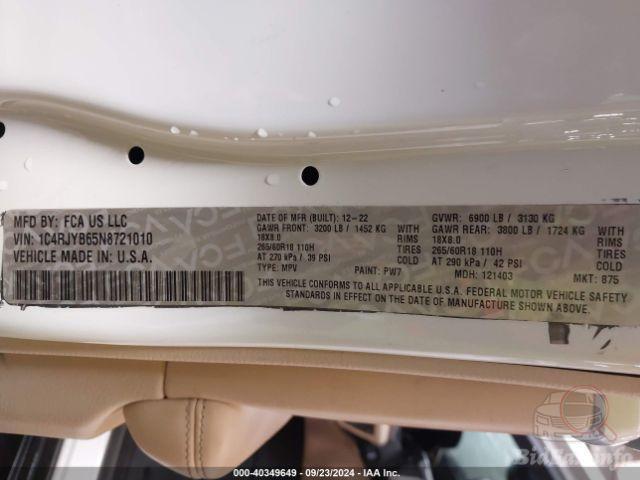 MFD BY: FCA US LLC
VIN: 1C4RJYB65N8721010
VEHICLE MADE IN: U.S.A.
DATE OF MFR (BUILT): 12-22
GAWR FRONT: 3200 LB / 1452 KG
18X8.0 RIMS
265/60R18 110H TIRES
AT 270 kPa / 39 PSI COLD
TYPE: MPV PAINT: PW7
GVWR: 6900 LB / 3130 KG
GAWR REAR: 3800 LB / 1724 KG
18X8.0 RIMS
265/60R18 110H TIRES
AT 290 kPa / 42 PSI COLD
MDH: 121403
MKT: 875
THIS VEHICLE CONFORMS TO ALL APPLICABLE U.S.A. FEDERAL MOTOR VEHICLE SAFETY
STANDARDS IN EFFECT ON THE DATE OF MANUFACTURE SHOWN ABOVE.
BidFax.info
000-40349649 - 09/23/2024 - IAA Inc.